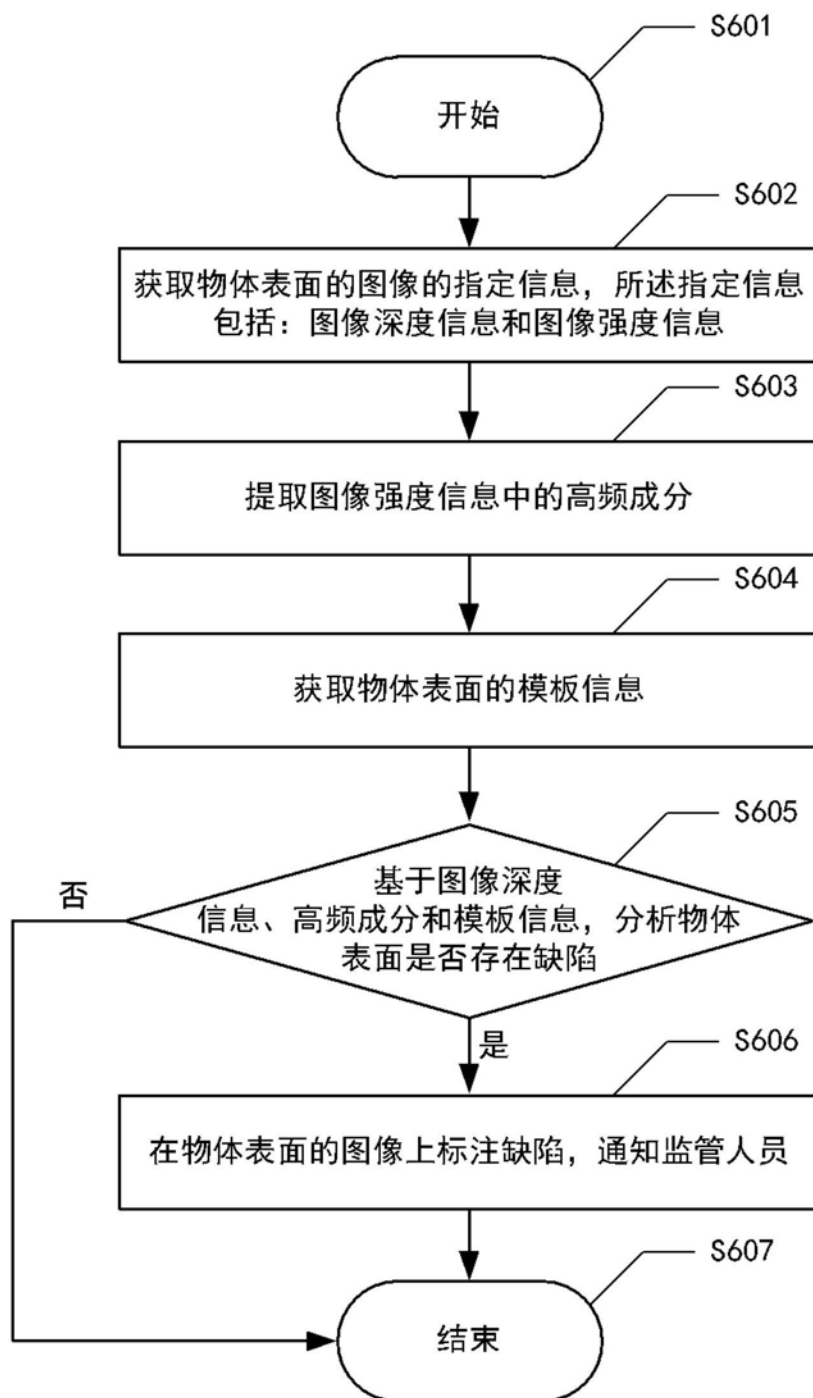 S601
开始
S602
获取物体表面的图像的指定信息，所述指定信息
包括：图像深度信息和图像强度信息
S603
提取图像强度信息中的高频成分
S604
获取物体表面的模板信息
S605
基于图像深度
信息、高频成分和模板信息，分析物体
表面是否存在缺陷
否
是
S606
在物体表面的图像上标注缺陷，通知监管人员
S607
结束